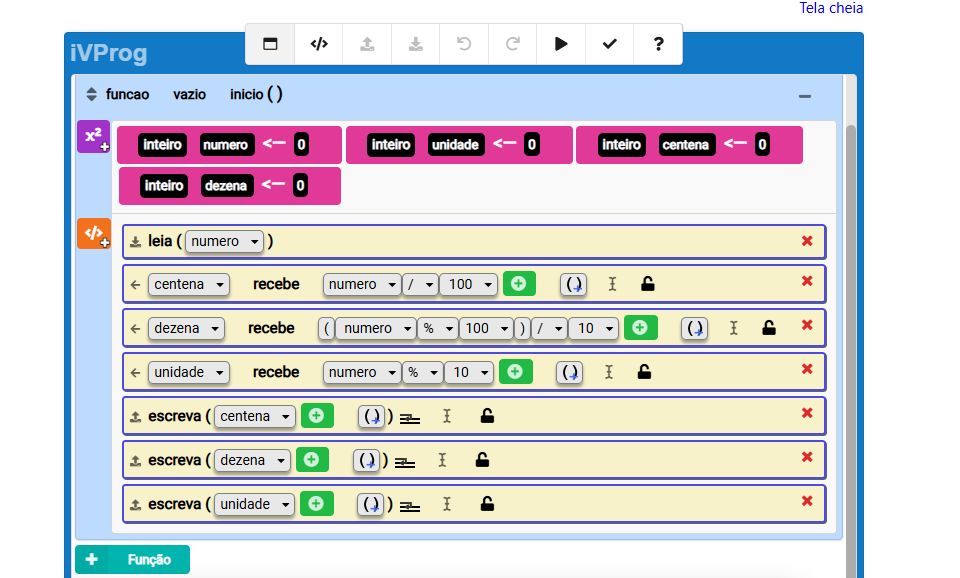 Tela cheia
iVProg
</> ?
funcao vazio inicio ( )
x² inteiro numero <— 0 inteiro unidade <— 0 inteiro centena <— 0
inteiro dezena <— 0
</> leia ( numero )
centena recebe numero / 100 ( )
dezena recebe ( numero % 100 ) / 10 ( )
unidade recebe numero % 10 ( )
escreva ( centena ( ) )
escreva ( dezena ( ) )
escreva ( unidade ( ) )
+ Função